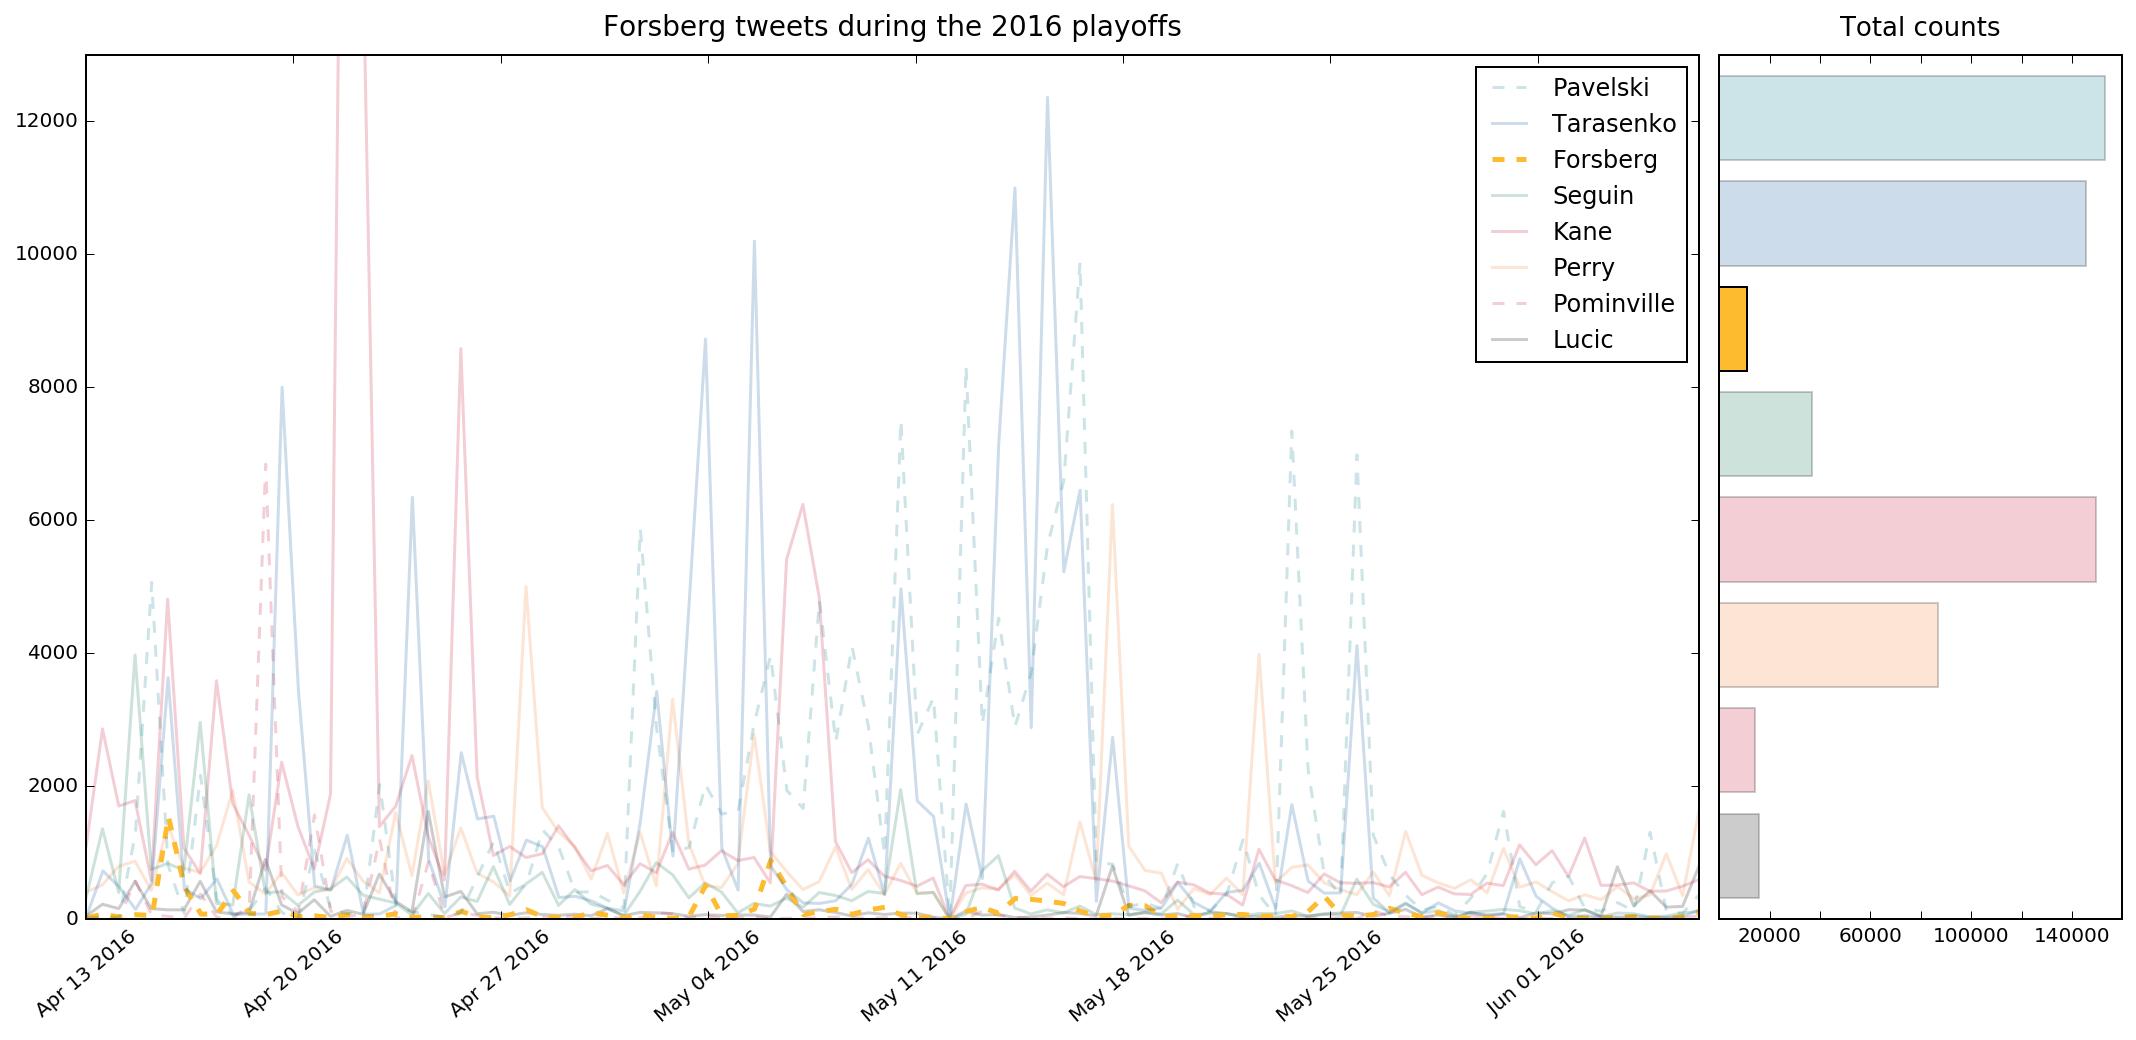 Forsberg tweets during the 2016 playoffs
Total counts
12000
10000
8000
6000
4000
2000
0
Pavelski
Tarasenko
Forsberg
Seguin
Kane
Perry
Pominville
Lucic
Apr 13 2016
Apr 20 2016
Apr 27 2016
May 04 2016
May 11 2016
May 18 2016
May 25 2016
Jun 01 2016
20000 60000 100000 140000